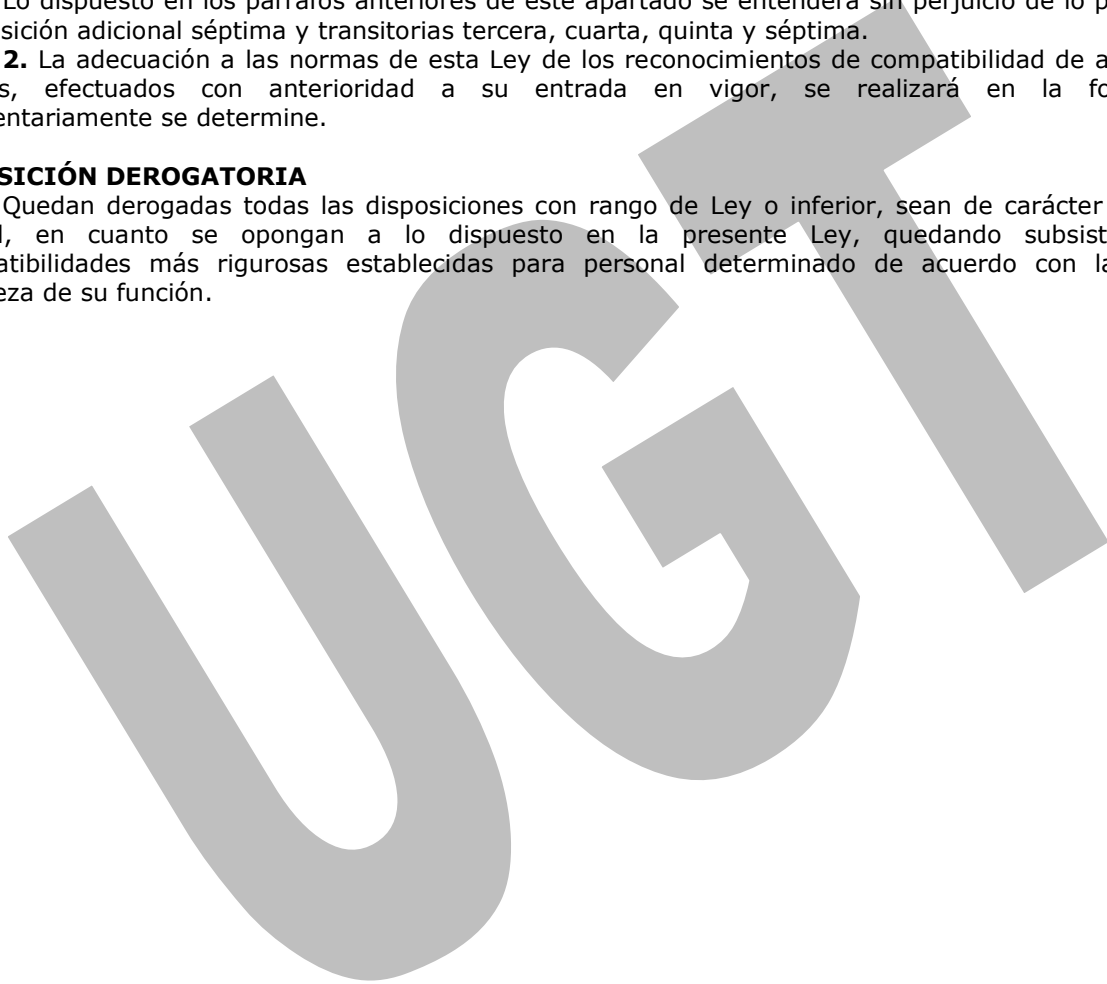 Lo dispuesto en los párrafos anteriores de este apartado se entenderá sin perjuicio de lo
sición adicional séptima y transitorias tercera, cuarta, quinta y séptima.
2. La adecuación a las normas de esta Ley de los reconocimientos de compatibilidad de
s, efectuados con anterioridad a su entrada en vigor, se realizará en la
entariamente se determine.
SICIÓN DEROGATORIA
Quedan derogadas todas las disposiciones con rango de Ley o inferior, sean de carácter
l, en cuanto se opongan a lo dispuesto en la presente Ley, quedando subsist
atibilidades más rigurosas establecidas para personal determinado de acuerdo con
eza de su función.
UGT